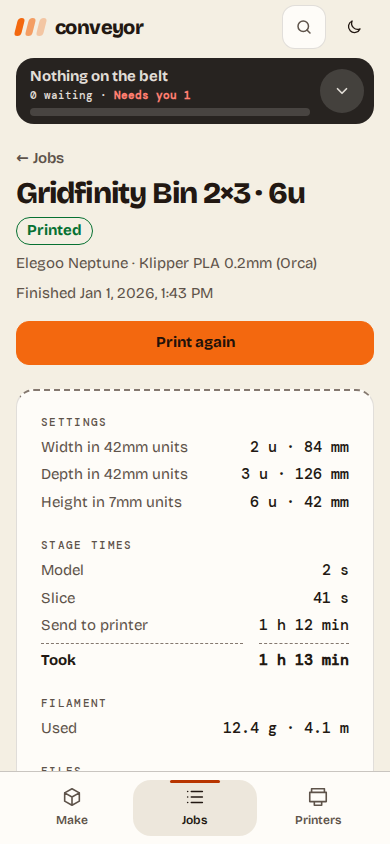 conveyor
Nothing on the belt
0 waiting · Needs you 1
← Jobs
Gridfinity Bin 2×3 · 6u
Printed
Elegoo Neptune · Klipper PLA 0.2mm (Orca)
Finished Jan 1, 2026, 1:43 PM
Print again
SETTINGS
Width in 42mm units 2 u · 84 mm
Depth in 42mm units 3 u · 126 mm
Height in 7mm units 6 u · 42 mm
STAGE TIMES
Model 2 s
Slice 41 s
Send to printer 1 h 12 min
Took 1 h 13 min
FILAMENT
Used 12.4 g · 4.1 m
FILES
Make Jobs Printers